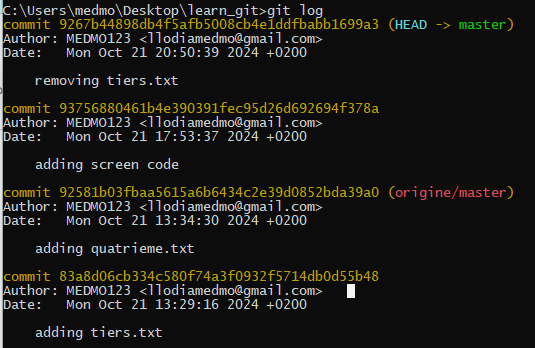 C:\Users\medmo\Desktop\learn_git>git log
commit 9267b44898db4f5afb5008cb4e1ddfbabb1699a3 (HEAD -> master)
Author: MEDMO123 <llodiamedmo@gmail.com>
Date:   Mon Oct 21 20:50:39 2024 +0200
removing tiers.txt
commit 93756880461b4e390391fec95d26d692694f378a
Author: MEDMO123 <llodiamedmo@gmail.com>
Date:   Mon Oct 21 17:53:37 2024 +0200
adding screen code
commit 92581b03fbaa5615a6b6434c2e39d0852bda39a0 (origine/master)
Author: MEDMO123 <llodiamedmo@gmail.com>
Date:   Mon Oct 21 13:34:30 2024 +0200
adding quatrieme.txt
commit 83a8d06cb334c580f74a3f0932f5714db0d55b48
Author: MEDMO123 <llodiamedmo@gmail.com>
Date:   Mon Oct 21 13:29:16 2024 +0200
adding tiers.txt